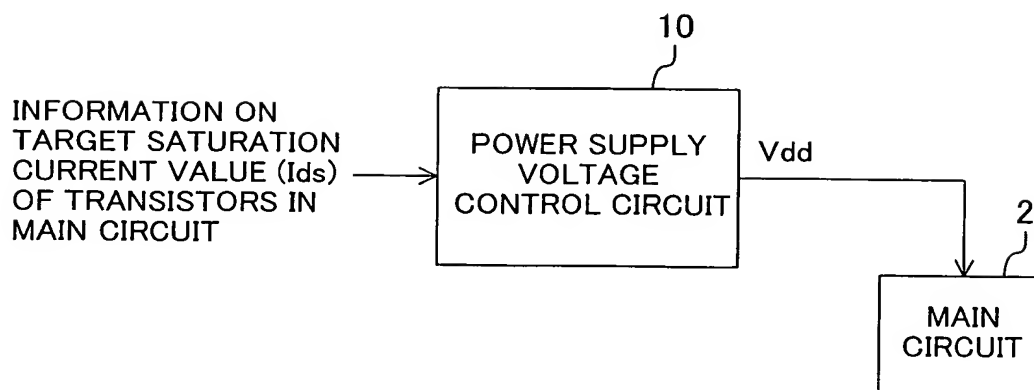 10
INFORMATION ON
TARGET SATURATION
CURRENT VALUE (Ids)
OF TRANSISTORS IN
MAIN CIRCUIT
POWER SUPPLY
VOLTAGE
CONTROL CIRCUIT
Vdd
2
MAIN
CIRCUIT